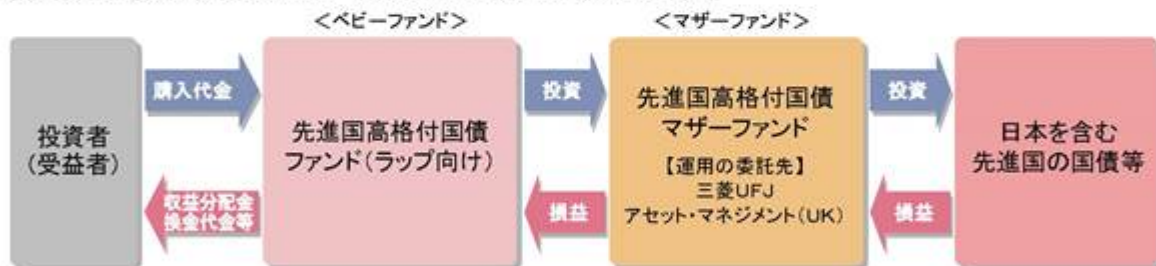 ＜ベビーファンド＞
＜マザーファンド＞
投資者
（受益者）
購入代金
収益分配金
換金代金等
先進国高格付国債
ファンド（ラップ向け）
投資
損益
先進国高格付国債
マザーファンド
【運用の委託先】
三菱UFJ
アセット・マネジメント（UK）
投資
損益
日本を含む
先進国の国債等